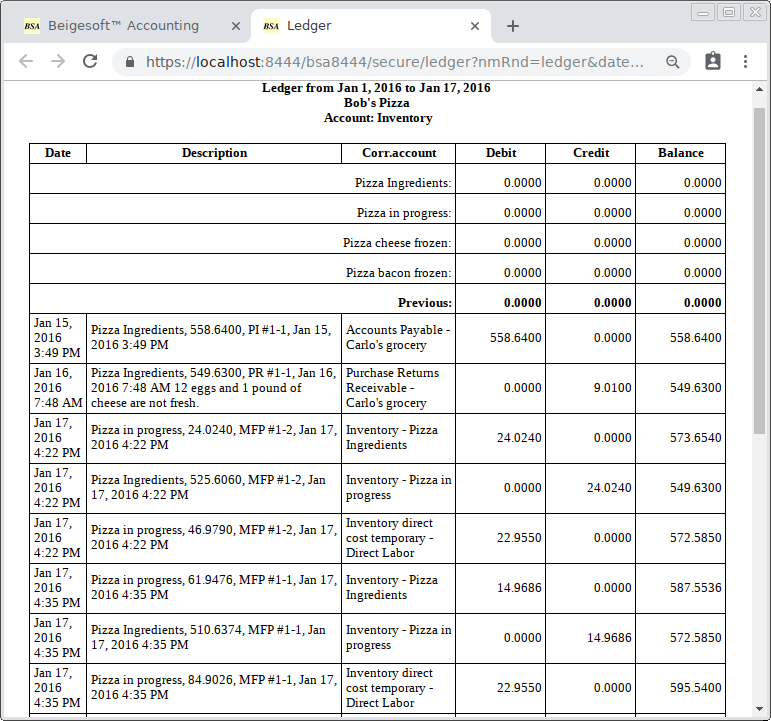 BSA Beigesoft™ Accounting
BSA Ledger
https://localhost:8444/bsa8444/secure/ledger?nmRnd=ledger&date...
Ledger from Jan 1, 2016 to Jan 17, 2016
Bob's Pizza
Account: Inventory
Date Description Corr.account Debit Credit Balance
Pizza Ingredients: 0.0000 0.0000 0.0000
Pizza in progress: 0.0000 0.0000 0.0000
Pizza cheese frozen: 0.0000 0.0000 0.0000
Pizza bacon frozen: 0.0000 0.0000 0.0000
Previous: 0.0000 0.0000 0.0000
Jan 15,
2016
3:49 PM
Pizza Ingredients, 558.6400, PI #1-1, Jan 15,
2016 3:49 PM
Accounts Payable -
Carlo's grocery
558.6400 0.0000 558.6400
Jan 16,
2016
7:48 AM
Pizza Ingredients, 549.6300, PR #1-1, Jan 16,
2016 7:48 AM 12 eggs and 1 pound of
cheese are not fresh.
Purchase Returns
Receivable -
Carlo's grocery
0.0000 9.0100 549.6300
Jan 17,
2016
4:22 PM
Pizza in progress, 24.0240, MFP #1-2, Jan 17,
2016 4:22 PM
Inventory - Pizza
Ingredients
24.0240 0.0000 573.6540
Jan 17,
2016
4:22 PM
Pizza Ingredients, 525.6060, MFP #1-2, Jan
17, 2016 4:22 PM
Inventory - Pizza in
progress
0.0000 24.0240 549.6300
Jan 17,
2016
4:22 PM
Pizza in progress, 46.9790, MFP #1-2, Jan 17,
2016 4:22 PM
Inventory direct
cost temporary -
Direct Labor
22.9550 0.0000 572.5850
Jan 17,
2016
4:35 PM
Pizza in progress, 61.9476, MFP #1-1, Jan 17,
2016 4:35 PM
Inventory - Pizza
Ingredients
14.9686 0.0000 587.5536
Jan 17,
2016
4:35 PM
Pizza Ingredients, 510.6374, MFP #1-1, Jan
17, 2016 4:35 PM
Inventory - Pizza in
progress
0.0000 14.9686 572.5850
Jan 17,
2016
4:35 PM
Pizza in progress, 84.9026, MFP #1-1, Jan 17,
2016 4:35 PM
Inventory direct
cost temporary -
Direct Labor
22.9550 0.0000 595.5400